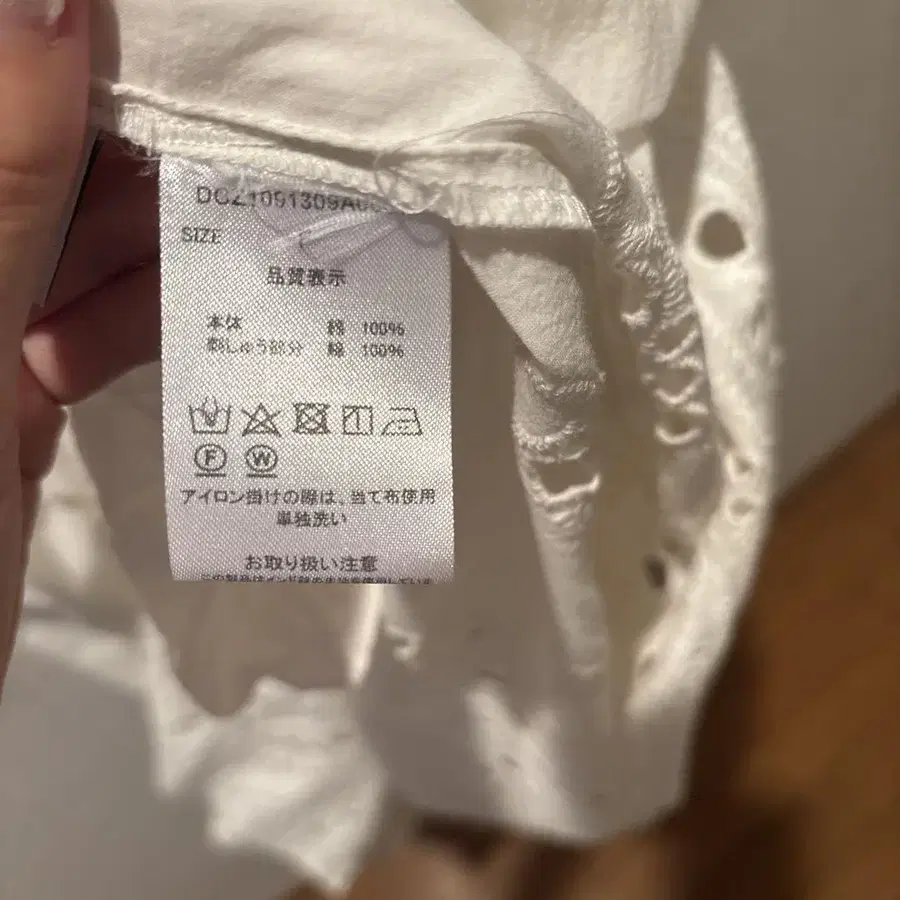 SIZE
品質表示
本体 綿 100%
刺しゅう部分 綿 100%
F W
アイロン掛けの際は、当て布使用
単独洗い
お取り扱い注意